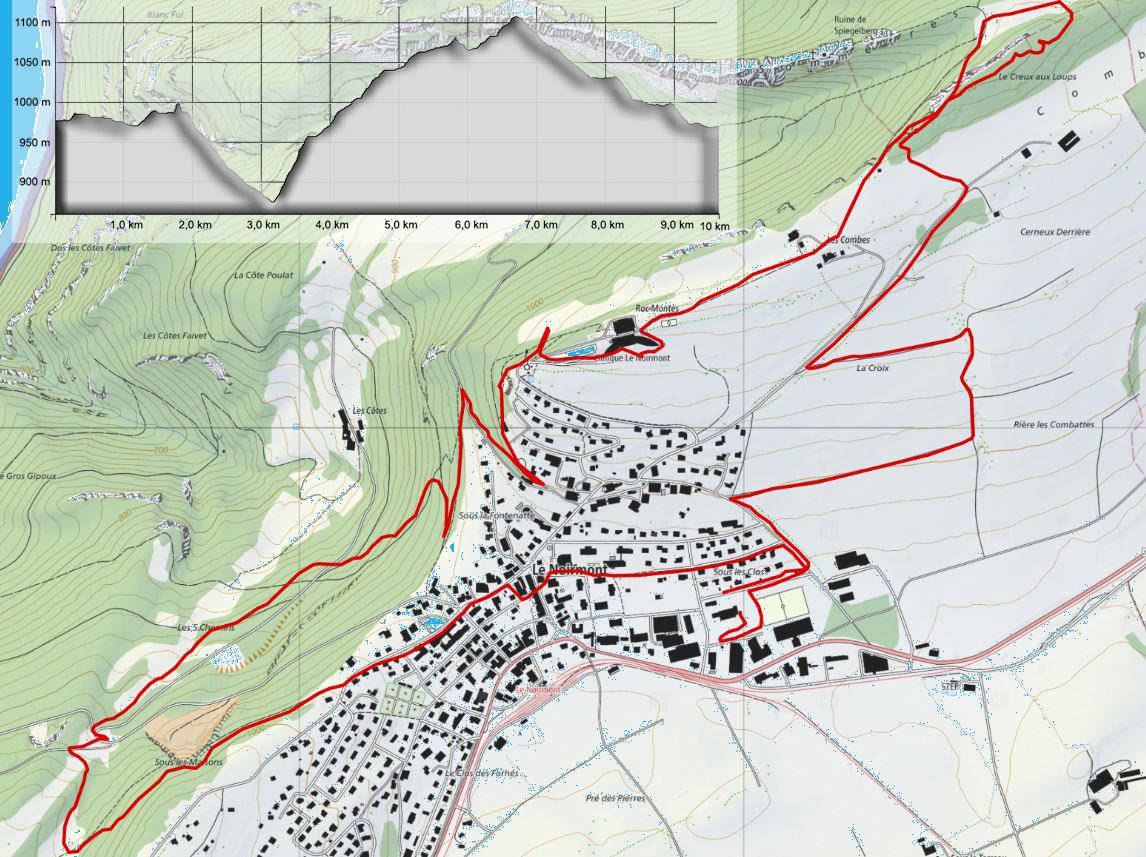 1100 m
1050 m
1000 m
950 m
900 m
1,0 km 2,0 km 3,0 km 4,0 km 5,0 km 6,0 km 7,0 km 8,0 km 9,0 km 10 km
Blanc Fol
Ruine de
Spiegelberg
Le Creux aux Loups
C o m b
Dos les Côtes Faivet
La Côte Poulat
900
Les Combes
Cerneux Derrière
1000
Roc-Montès
Les Côtes Faivet
Clinique Le Noirmont
La Croix
Les Côtes
Rière les Combattes
700
Gros Gipoux
800
Sous la Fontenatte
Le Noirmont
Sous les Clos
Les 5 Chemins
Le Noirmont
STEP
1000
Sous les Maisons
Le Clos des Fornés
Pré des Pierres